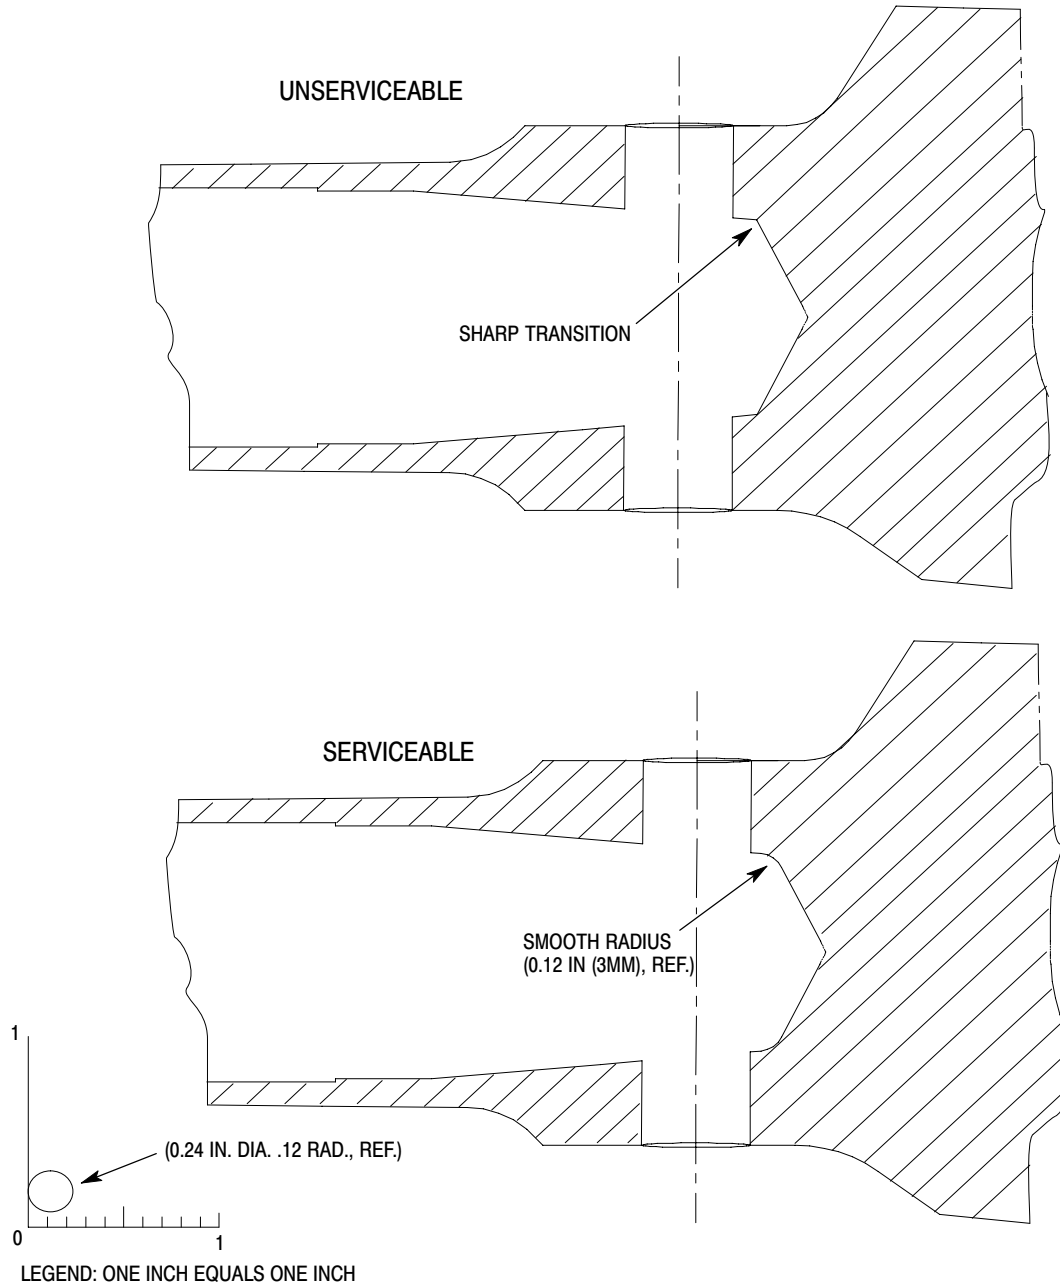 UNSERVICEABLE
SHARP TRANSITION
SERVICEABLE
SMOOTH RADIUS
(0.12 IN (3MM), REF.)
1
(0.24 IN. DIA. .12 RAD., REF.)
0
1
LEGEND: ONE INCH EQUALS ONE INCH